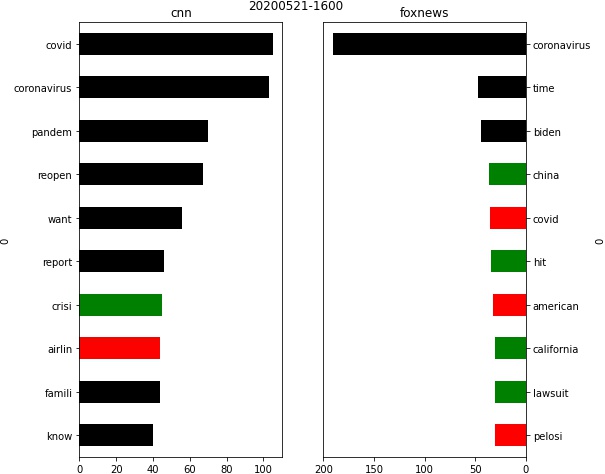 20200521-1600
cnn
foxnews
covid
coronavirus
pandem
reopen
want
report
crisi
airlin
famili
know
0 20 40 60 80 100
0
coronavirus
time
biden
china
covid
hit
american
california
lawsuit
pelosi
200 150 100 50 0
0